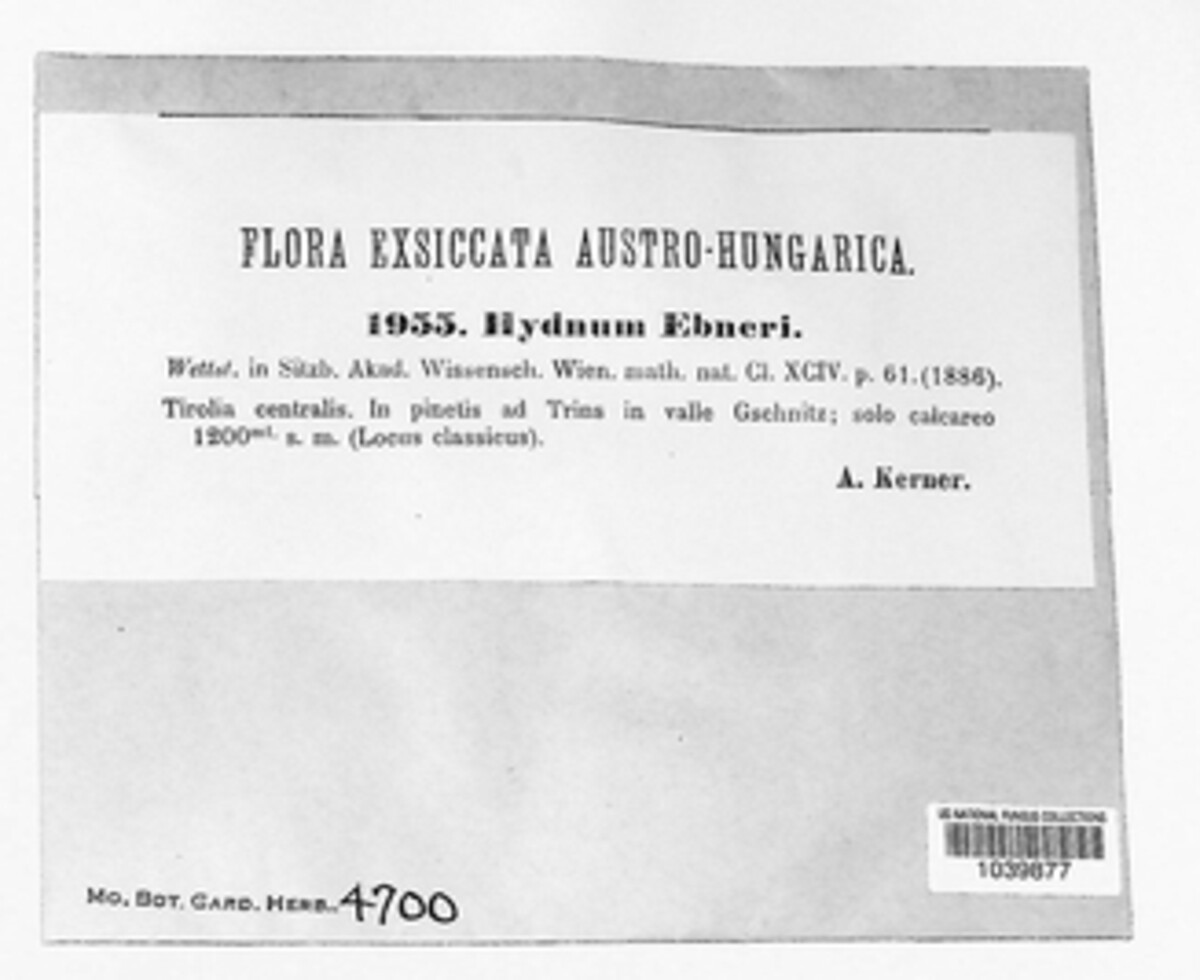 FLORA EXSICCATA AUSTRO-HUNGARICA.
1955. Hydnum Ebneri.
Wettst. in Sitzb. Akad. Wissensch. Wien. math. nat. Cl. XCIV. p. 61. (1886).
Tirolia centralis. In pinetis ad Trins in valle Gschnitz; solo calcareo
1200mt. s. m. (Locus classicus).
A. Kerner.
US NATIONAL FUNGUS COLLECTIONS
1039877
MO. BOT. GARD. HERB. 4700